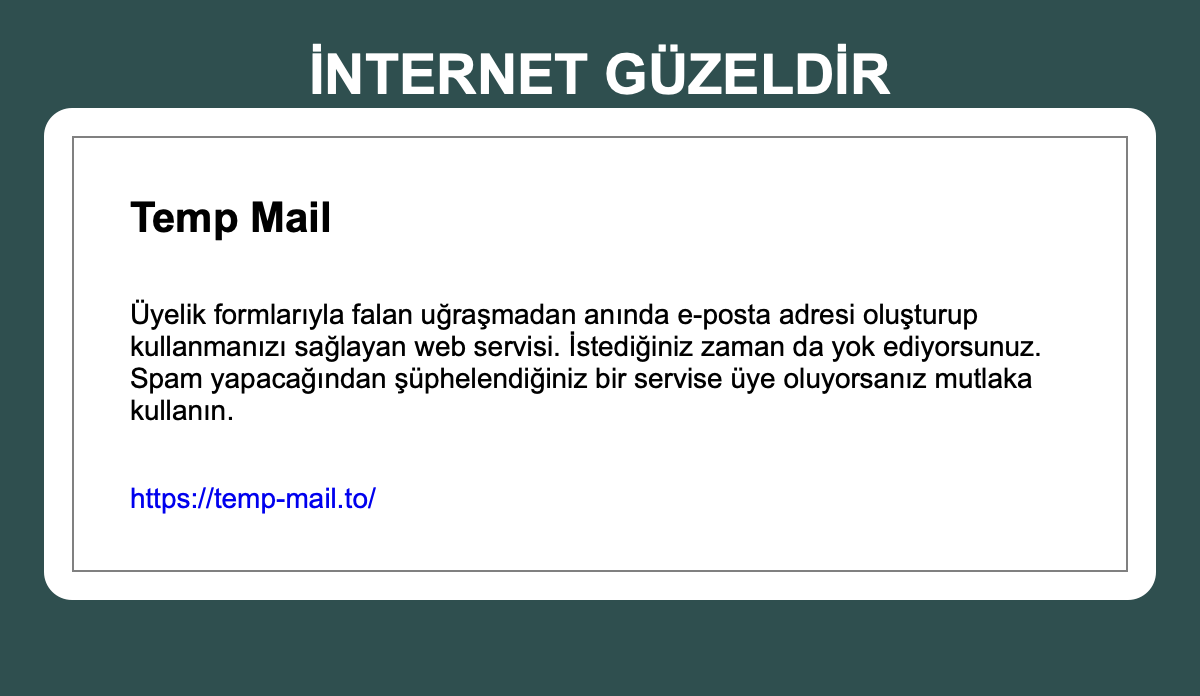 İNTERNET GÜZELDİR
Temp Mail
Üyelik formlarıyla falan uğraşmadan anında e-posta adresi oluşturup
kullanmanızı sağlayan web servisi. İstediğiniz zaman da yok ediyorsunuz.
Spam yapacağından şüphelendiğiniz bir servise üye oluyorsanız mutlaka
kullanın.
https://temp-mail.to/